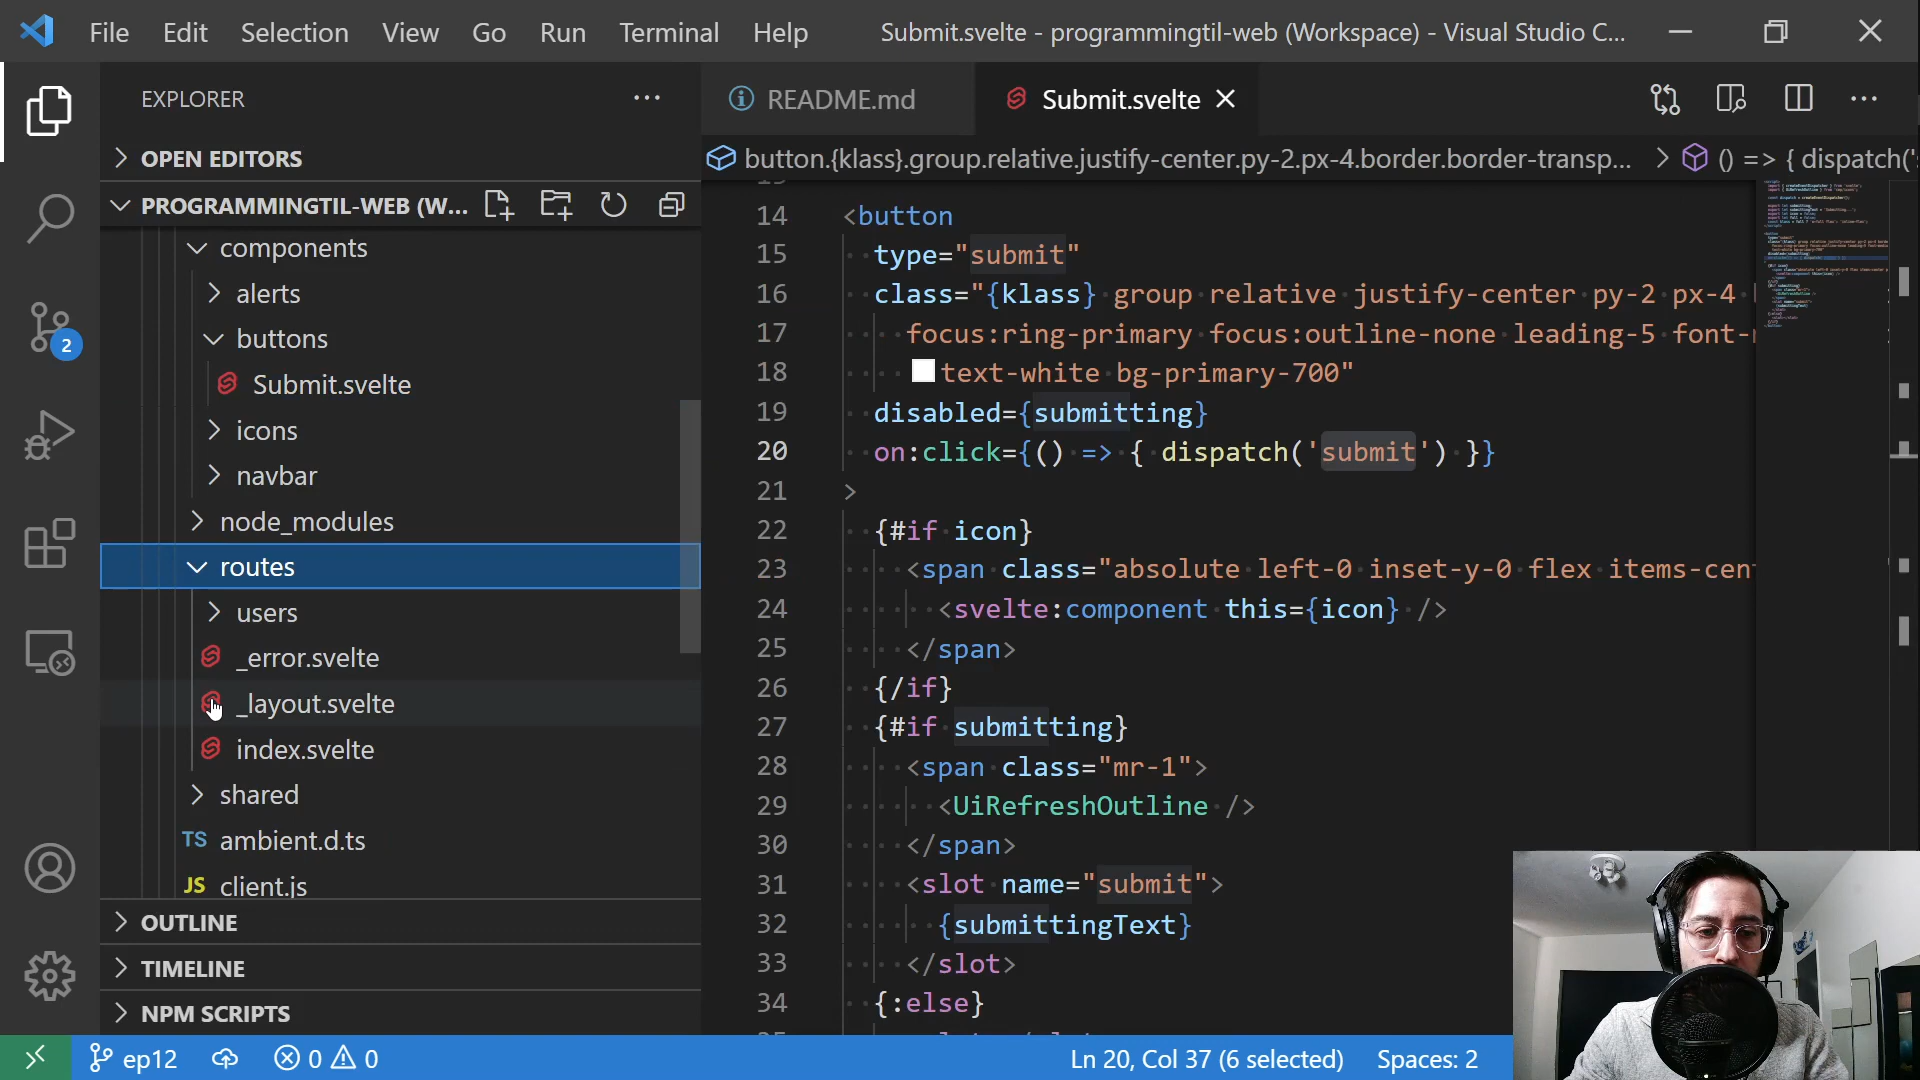 File Edit Selection View Go Run Terminal Help Submit.svelte - programmingtil-web (Workspace) - Visual Studio C...
EXPLORER
OPEN EDITORS
PROGRAMMINGTIL-WEB (W...
components
alerts
buttons
Submit.svelte
icons
navbar
node_modules
routes
users
_error.svelte
_layout.svelte
index.svelte
shared
TS ambient.d.ts
JS client.js
OUTLINE
TIMELINE
NPM SCRIPTS
2
README.md Submit.svelte
button.{klass}.group.relative.justify-center.py-2.px-4.border.border-transp... () => { dispatch('
14 <button
15 type="submit"
16 class="{klass} group relative justify-center py-2 px-4
17 focus:ring-primary focus:outline-none leading-5 font-
18 text-white bg-primary-700"
19 disabled={submitting}
20 on:click={() => { dispatch('submit') }}
21 >
22 {#if icon}
23 <span class="absolute left-0 inset-y-0 flex items-cen
24 <svelte:component this={icon} />
25 </span>
26 {/if}
27 {#if submitting}
28 <span class="mr-1">
29 <UiRefreshOutline />
30 </span>
31 <slot name="submit">
32 {submittingText}
33 </slot>
34 {:else}
ep12 0 0 Ln 20, Col 37 (6 selected) Spaces: 2